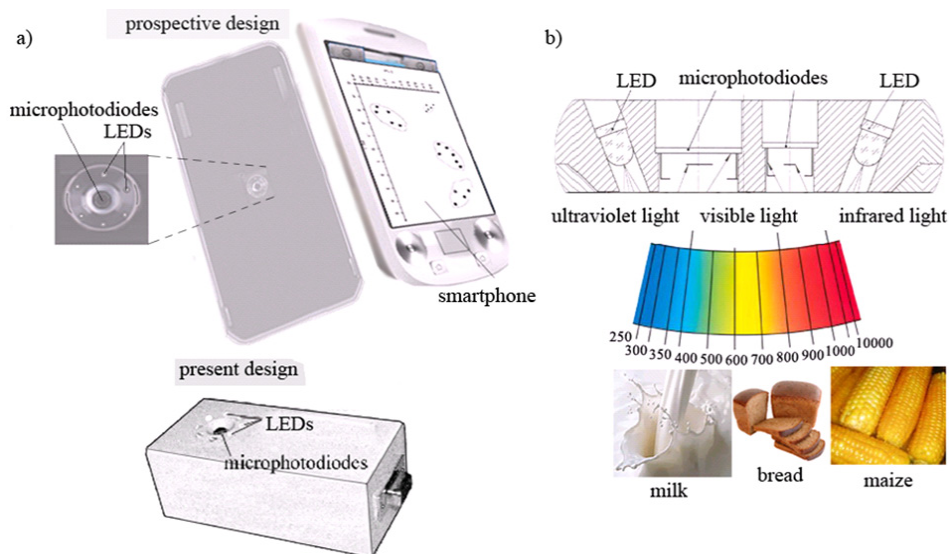 a)
prospective design
microphotodiodes
LEDs
smartphone
present design
LEDs
microphotodiodes
b)
LED
microphotodiodes
LED
ultraviolet light
visible light
infrared light
250
300
350
400
500
600
700
800
900
1000
10000
milk
bread
maize